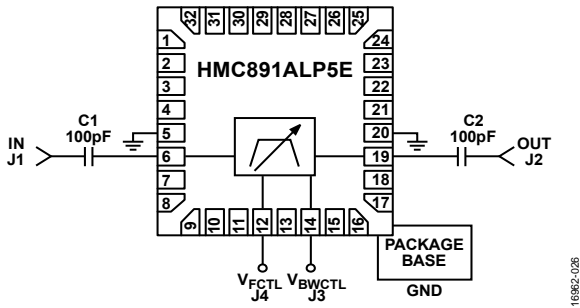 32 31 30 29 28 27 26 25
1 24
HMC891ALP5E
2 23
3 22
4 21
C1
100pF
5 20
C2
100pF
IN
J1
6 19
OUT
J2
7 18
8 17
9 10 11 12 13 14 15 16
PACKAGE
BASE
GND
VFCTL
J4
VBWCTL
J3
16962-026